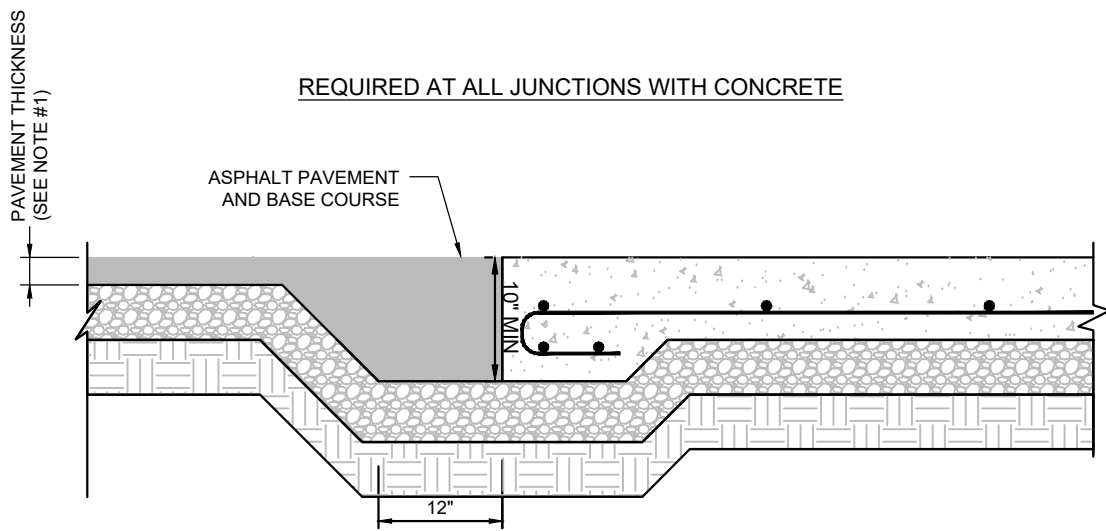 PAVEMENT THICKNESS
(SEE NOTE #1)
REQUIRED AT ALL JUNCTIONS WITH CONCRETE
ASPHALT PAVEMENT
AND BASE COURSE
10" MIN
12"